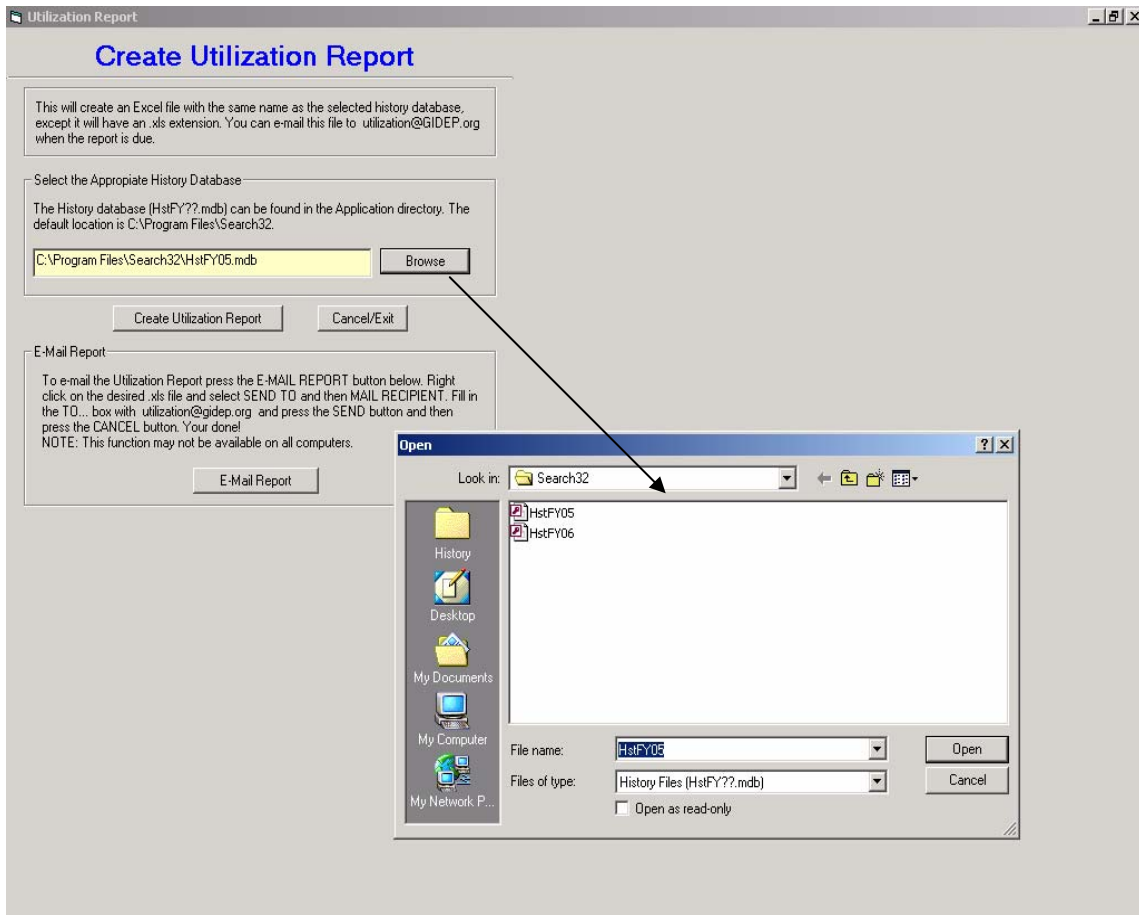 Utilization Report
Create Utilization Report
This will create an Excel file with the same name as the selected history database,
except it will have an .xls extension. You can e-mail this file to utilization@GIDEP.org
when the report is due.
Select the Appropiate History Database
The History database (HstFY??.mdb) can be found in the Application directory. The
default location is C:\Program Files\Search32.
C:\Program Files\Search32\HstFY05.mdb
Browse
Create Utilization Report
Cancel/Exit
E-Mail Report
To e-mail the Utilization Report press the E-MAIL REPORT button below. Right
click on the desired .xls file and select SEND TO and then MAIL RECIPIENT. Fill in
the TO... box with utilization@gidep.org and press the SEND button and then
press the CANCEL button. Your done!
NOTE: This function may not be available on all computers.
E-Mail Report
Open
Look in:
Search32
HstFY05
HstFY06
History
Desktop
My Documents
My Computer
My Network P...
File name:
HstFY05
Open
Files of type:
History Files (HstFY??.mdb)
Cancel
Open as read-only